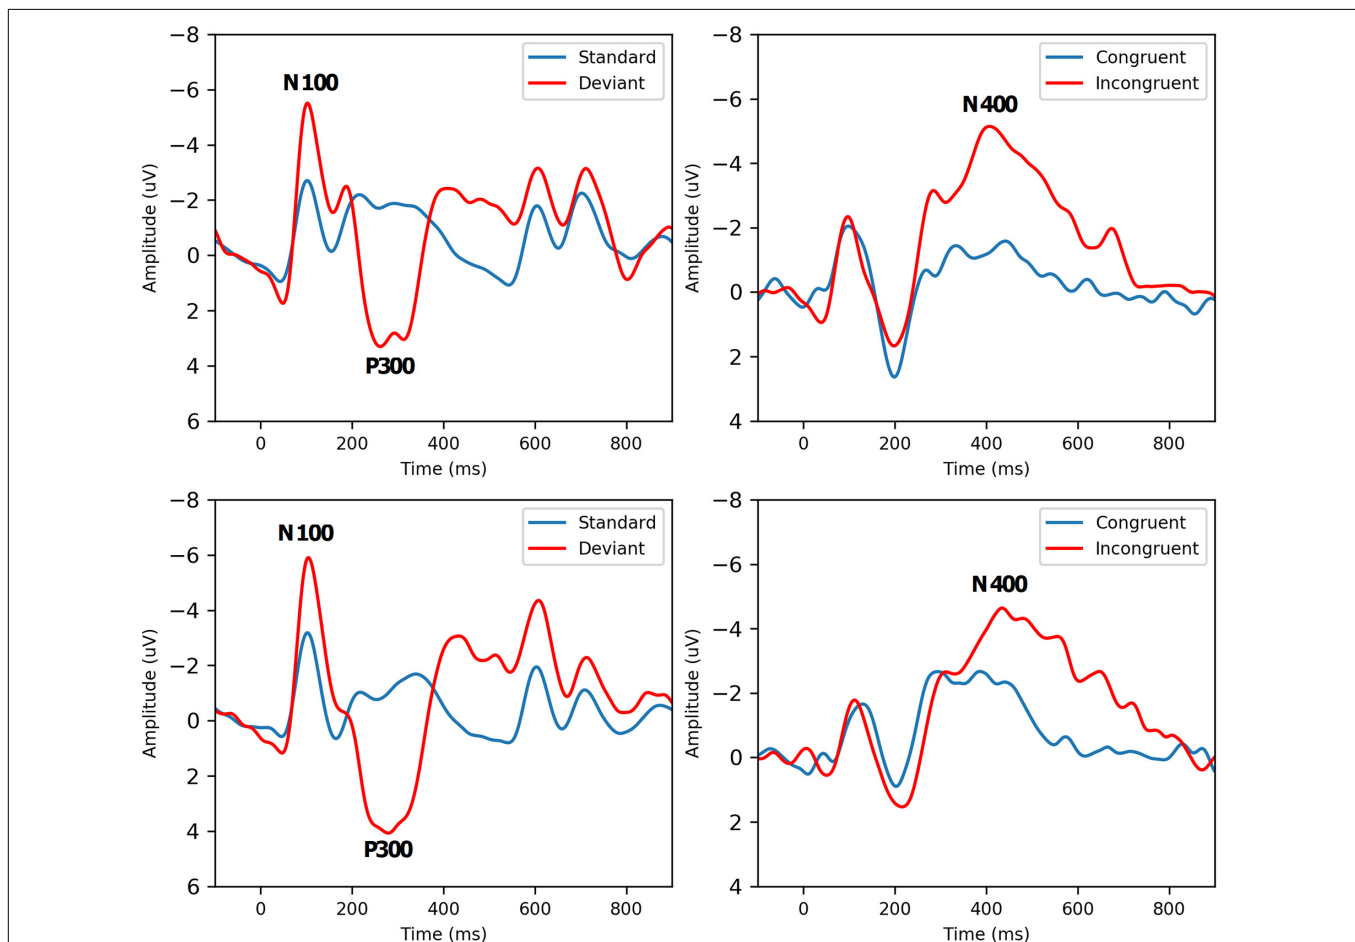 −8
−6
−4
−2
0
2
4
6
Amplitude (uV)
N100
P300
Standard
Deviant
0 200 400 600 800
Time (ms)
−8
−6
−4
−2
0
2
4
Amplitude (uV)
N400
Congruent
Incongruent
0 200 400 600 800
Time (ms)
−8
−6
−4
−2
0
2
4
6
Amplitude (uV)
N100
P300
Standard
Deviant
0 200 400 600 800
Time (ms)
−8
−6
−4
−2
0
2
4
Amplitude (uV)
N400
Congruent
Incongruent
0 200 400 600 800
Time (ms)